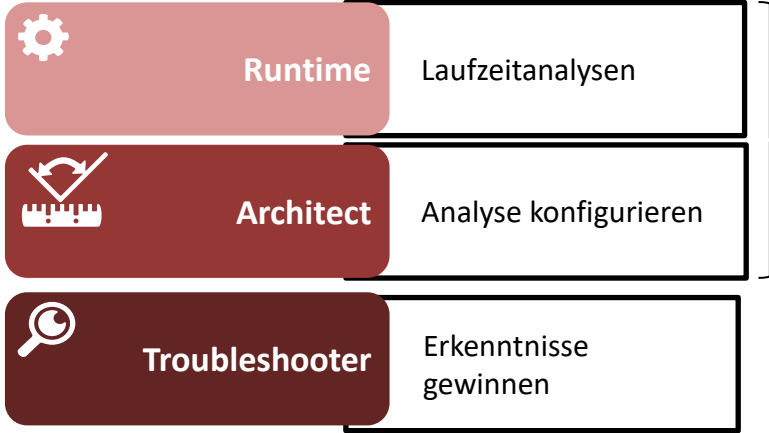 Runtime
Laufzeitanalysen
Architect
Analyse konfigurieren
Troubleshooter
Erkenntnisse
gewinnen